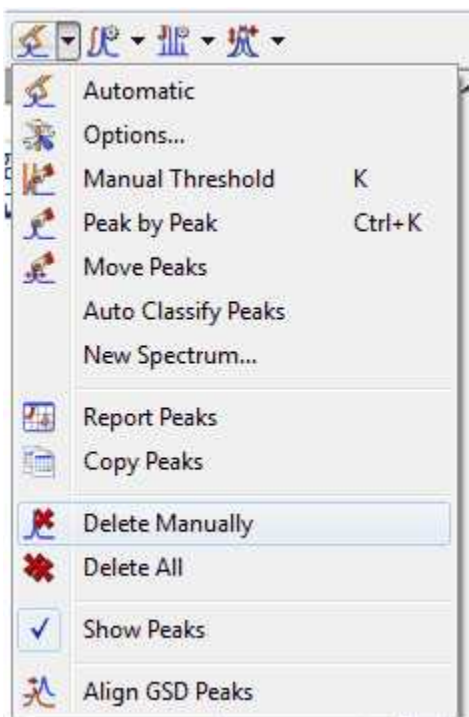 Automatic
Options...
Manual Threshold K
Peak by Peak Ctrl+K
Move Peaks
Auto Classify Peaks
New Spectrum...
Report Peaks
Copy Peaks
Delete Manually
Delete All
Show Peaks
Align GSD Peaks